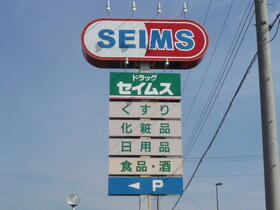 SEIMS
ドラッグ
セイムス
くすり
化粧品
日用品
食品・酒
← P